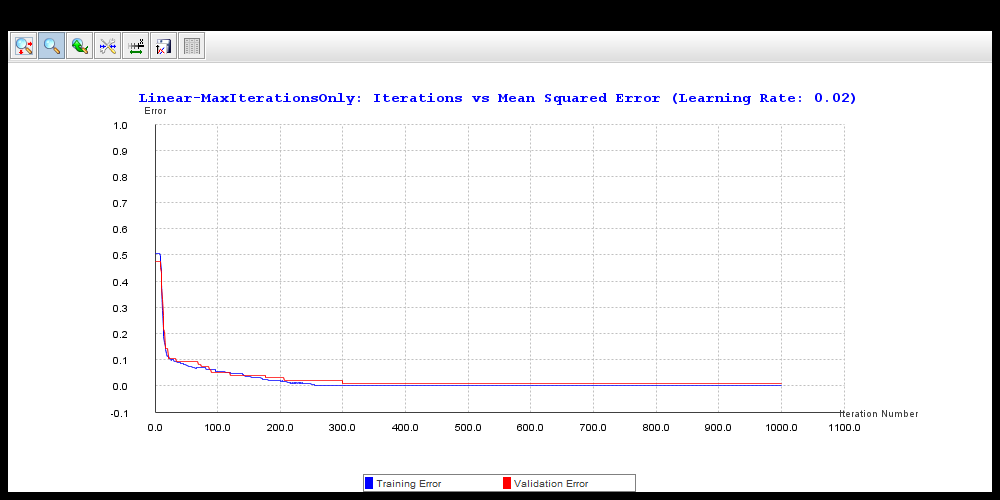 Linear-MaxIterationsOnly: Iterations vs Mean Squared Error (Learning Rate: 0.02)
Error
1.0
0.9
0.8
0.7
0.6
0.5
0.4
0.3
0.2
0.1
0.0
-0.1
Iteration Number
0.0 100.0 200.0 300.0 400.0 500.0 600.0 700.0 800.0 900.0 1000.0 1100.0
Training Error Validation Error